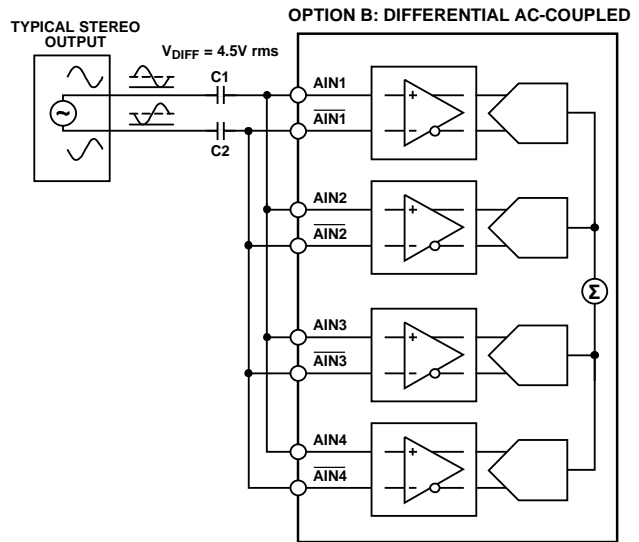 OPTION B: DIFFERENTIAL AC-COUPLED
TYPICAL STEREO
OUTPUT
VDIFF = 4.5V rms
C1
C2
~
AIN1
AIN1
AIN2
AIN2
AIN3
AIN3
AIN4
AIN4
+
−
+
−
+
−
+
−
Σ